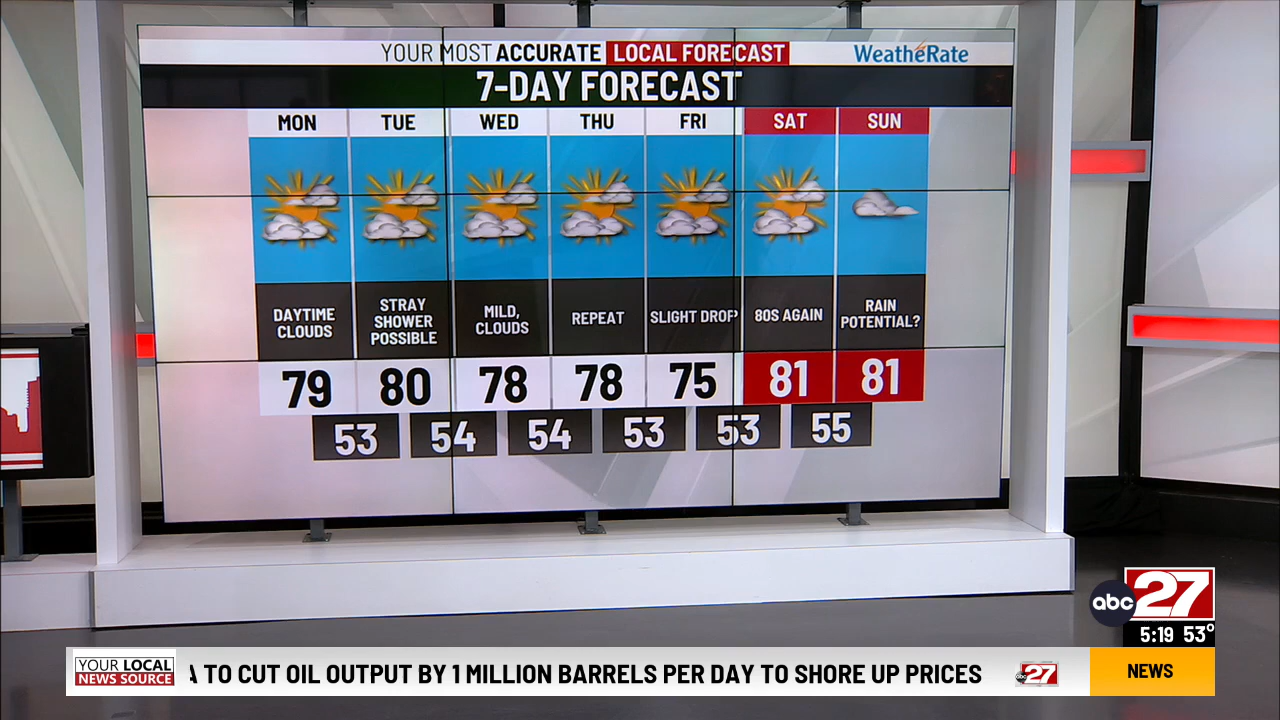 YOUR MOST ACCURATE LOCAL FORECAST WeatheRate
7-DAY FORECAST
MON TUE WED THU FRI SAT SUN
DAYTIME
CLOUDS
STRAY
SHOWER
POSSIBLE
MILD,
CLOUDS
REPEAT
SLIGHT DROP
80S AGAIN
RAIN
POTENTIAL?
79 80 78 78 75 81 81
53 54 54 53 53 55
abc 27
5:19 53°
YOUR LOCAL
NEWS SOURCE
A TO CUT OIL OUTPUT BY 1 MILLION BARRELS PER DAY TO SHORE UP PRICES
abc 27
NEWS